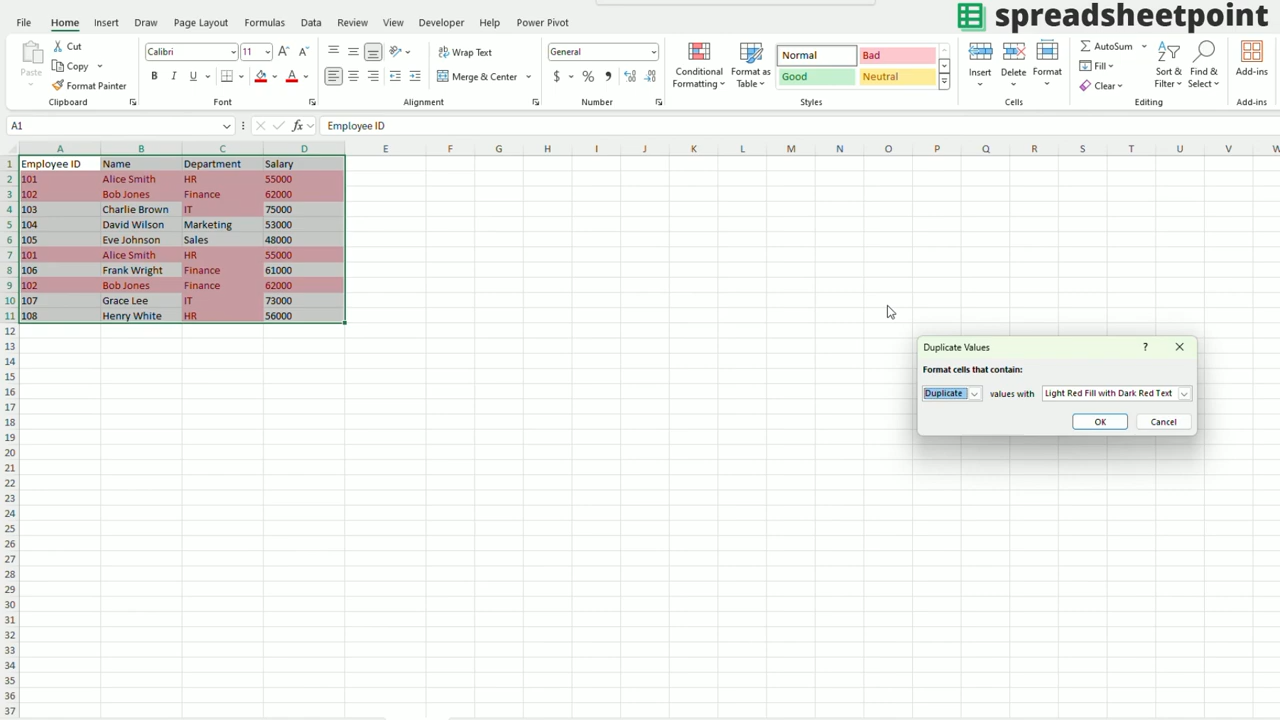 spreadsheetpoint
File Home Insert Draw Page Layout Formulas Data Review View Developer Help Power Pivot
Paste
Cut
Copy
Format Painter
Clipboard
Calibri 11 A A
B I U A
Font
Wrap Text
Merge & Center
Alignment
General
$ % ,
Number
Conditional Formatting
Format as Table
Normal Bad
Good Neutral
Styles
Insert Delete Format
Cells
AutoSum
Fill
Clear
Sort & Filter
Find & Select
Editing
Add-ins
Add-ins
A1 fx Employee ID
A B C D E F G H I J K L M N O P Q R S T U V W
1 Employee ID Name Department Salary
2 101 Alice Smith HR 55000
3 102 Bob Jones Finance 62000
4 103 Charlie Brown IT 75000
5 104 David Wilson Marketing 53000
6 105 Eve Johnson Sales 48000
7 101 Alice Smith HR 55000
8 106 Frank Wright Finance 61000
9 102 Bob Jones Finance 62000
10 107 Grace Lee IT 73000
11 108 Henry White HR 56000
12
13
14
15
16
17
18
19
20
21
22
23
24
25
26
27
28
29
30
31
32
33
34
35
36
37
Duplicate Values ?
Format cells that contain:
Duplicate values with Light Red Fill with Dark Red Text
OK Cancel